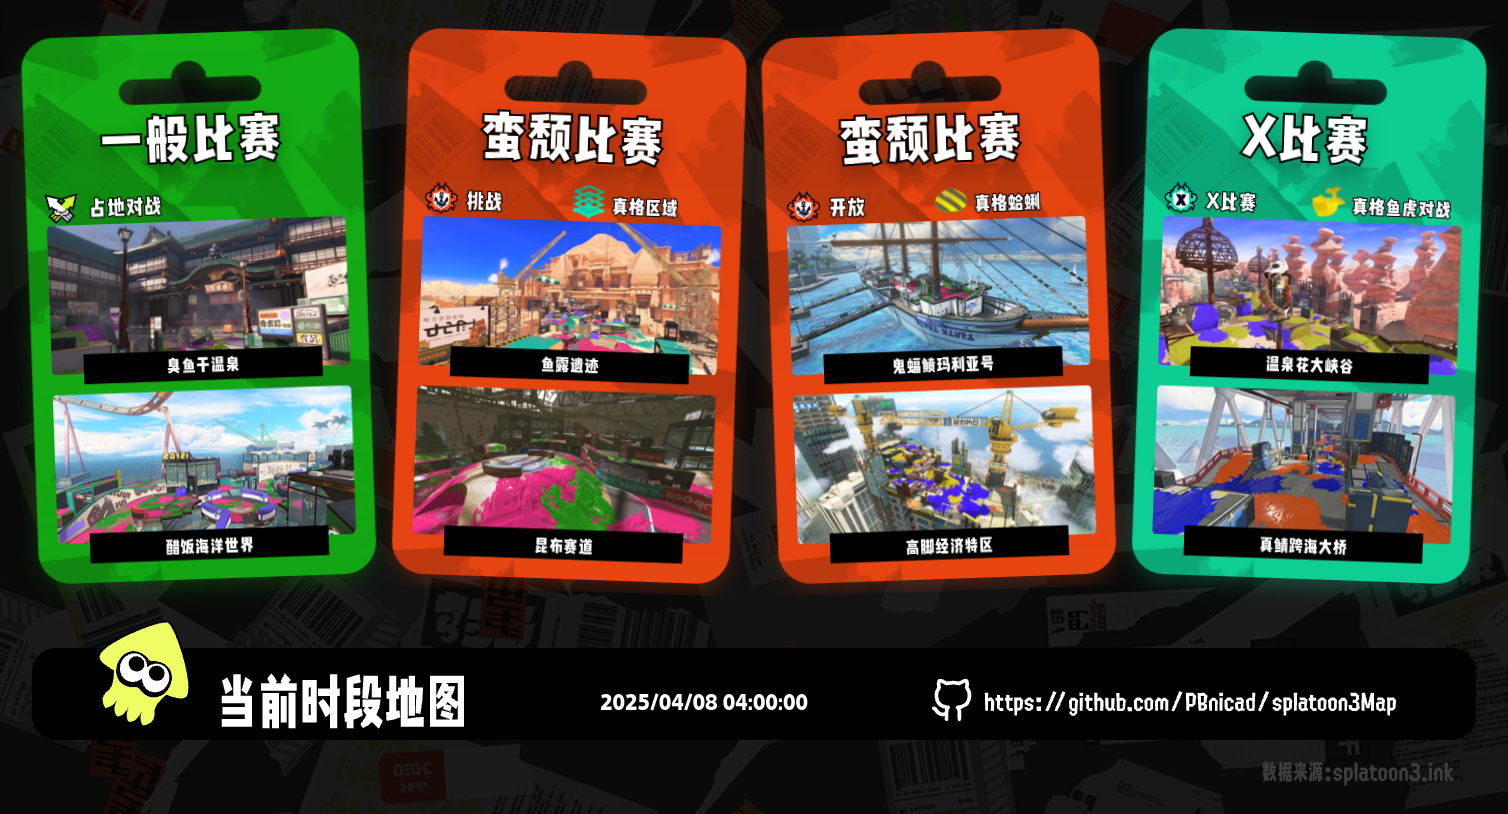 一般比赛
占地对战
臭鱼干温泉
醋饭海洋世界
蛮颓比赛
挑战
真格区域
鱼露遗迹
昆布赛道
蛮颓比赛
开放
真格蛤蜊
鬼蝠鲼玛利亚号
高脚经济特区
X比赛
X比赛
真格鱼虎对战
温泉花大峡谷
真鲭跨海大桥
当前时段地图
2025/04/08 04:00:00
https://github.com/PBnicad/splatoon3Map
数据来源:splatoon3.ink